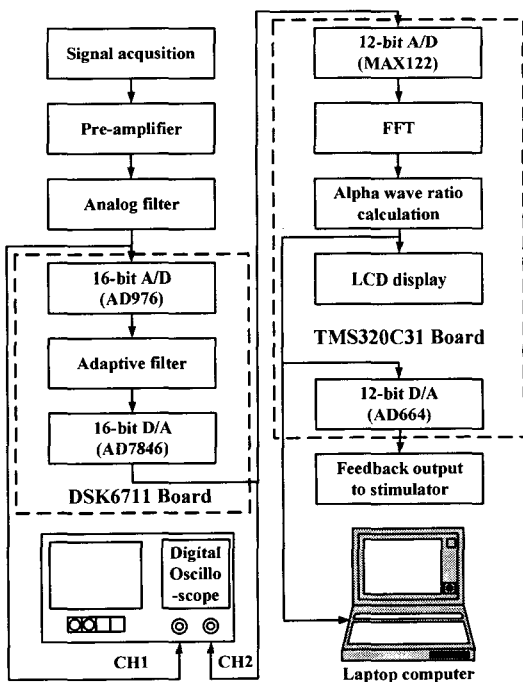 Signal acqusition
Pre-amplifier
Analog filter
16-bit A/D
(AD976)
Adaptive filter
16-bit D/A
(AD7846)
DSK6711 Board
Digital
Oscillo
-scope
CH1
CH2
12-bit A/D
(MAX122)
FFT
Alpha wave ratio
calculation
LCD display
TMS320C31 Board
12-bit D/A
(AD664)
Feedback output
to stimulator
Laptop computer